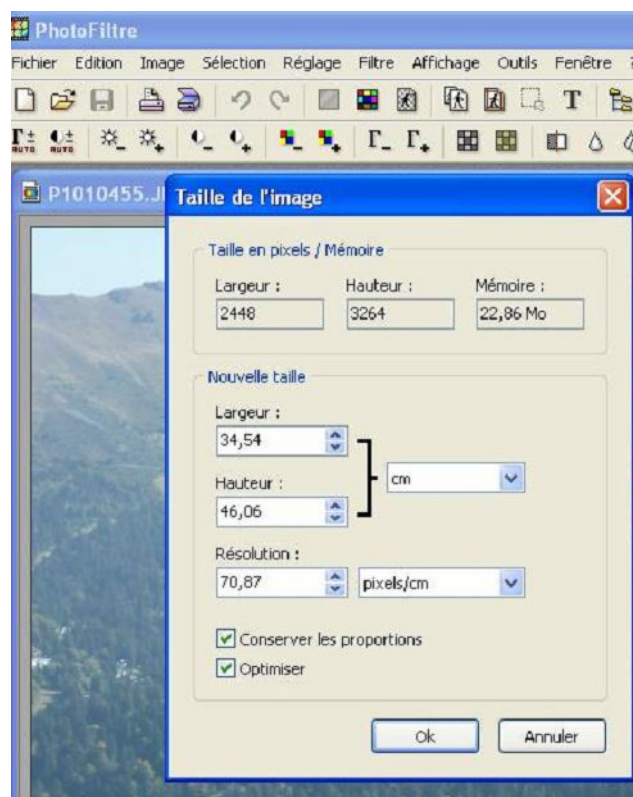 PhotoFiltre
Fichier Edition Image Sélection Réglage Filtre Affichage Outils Fenêtre ?
AUTO AUTO
P1010455.J
Taille de l'image
Taille en pixels / Mémoire
Largeur : Hauteur : Mémoire :
2448 3264 22,86 Mo
Nouvelle taille
Largeur :
34,54
cm
Hauteur :
46,06
Résolution :
70,87 pixels/cm
Conserver les proportions
Optimiser
Ok Annuler